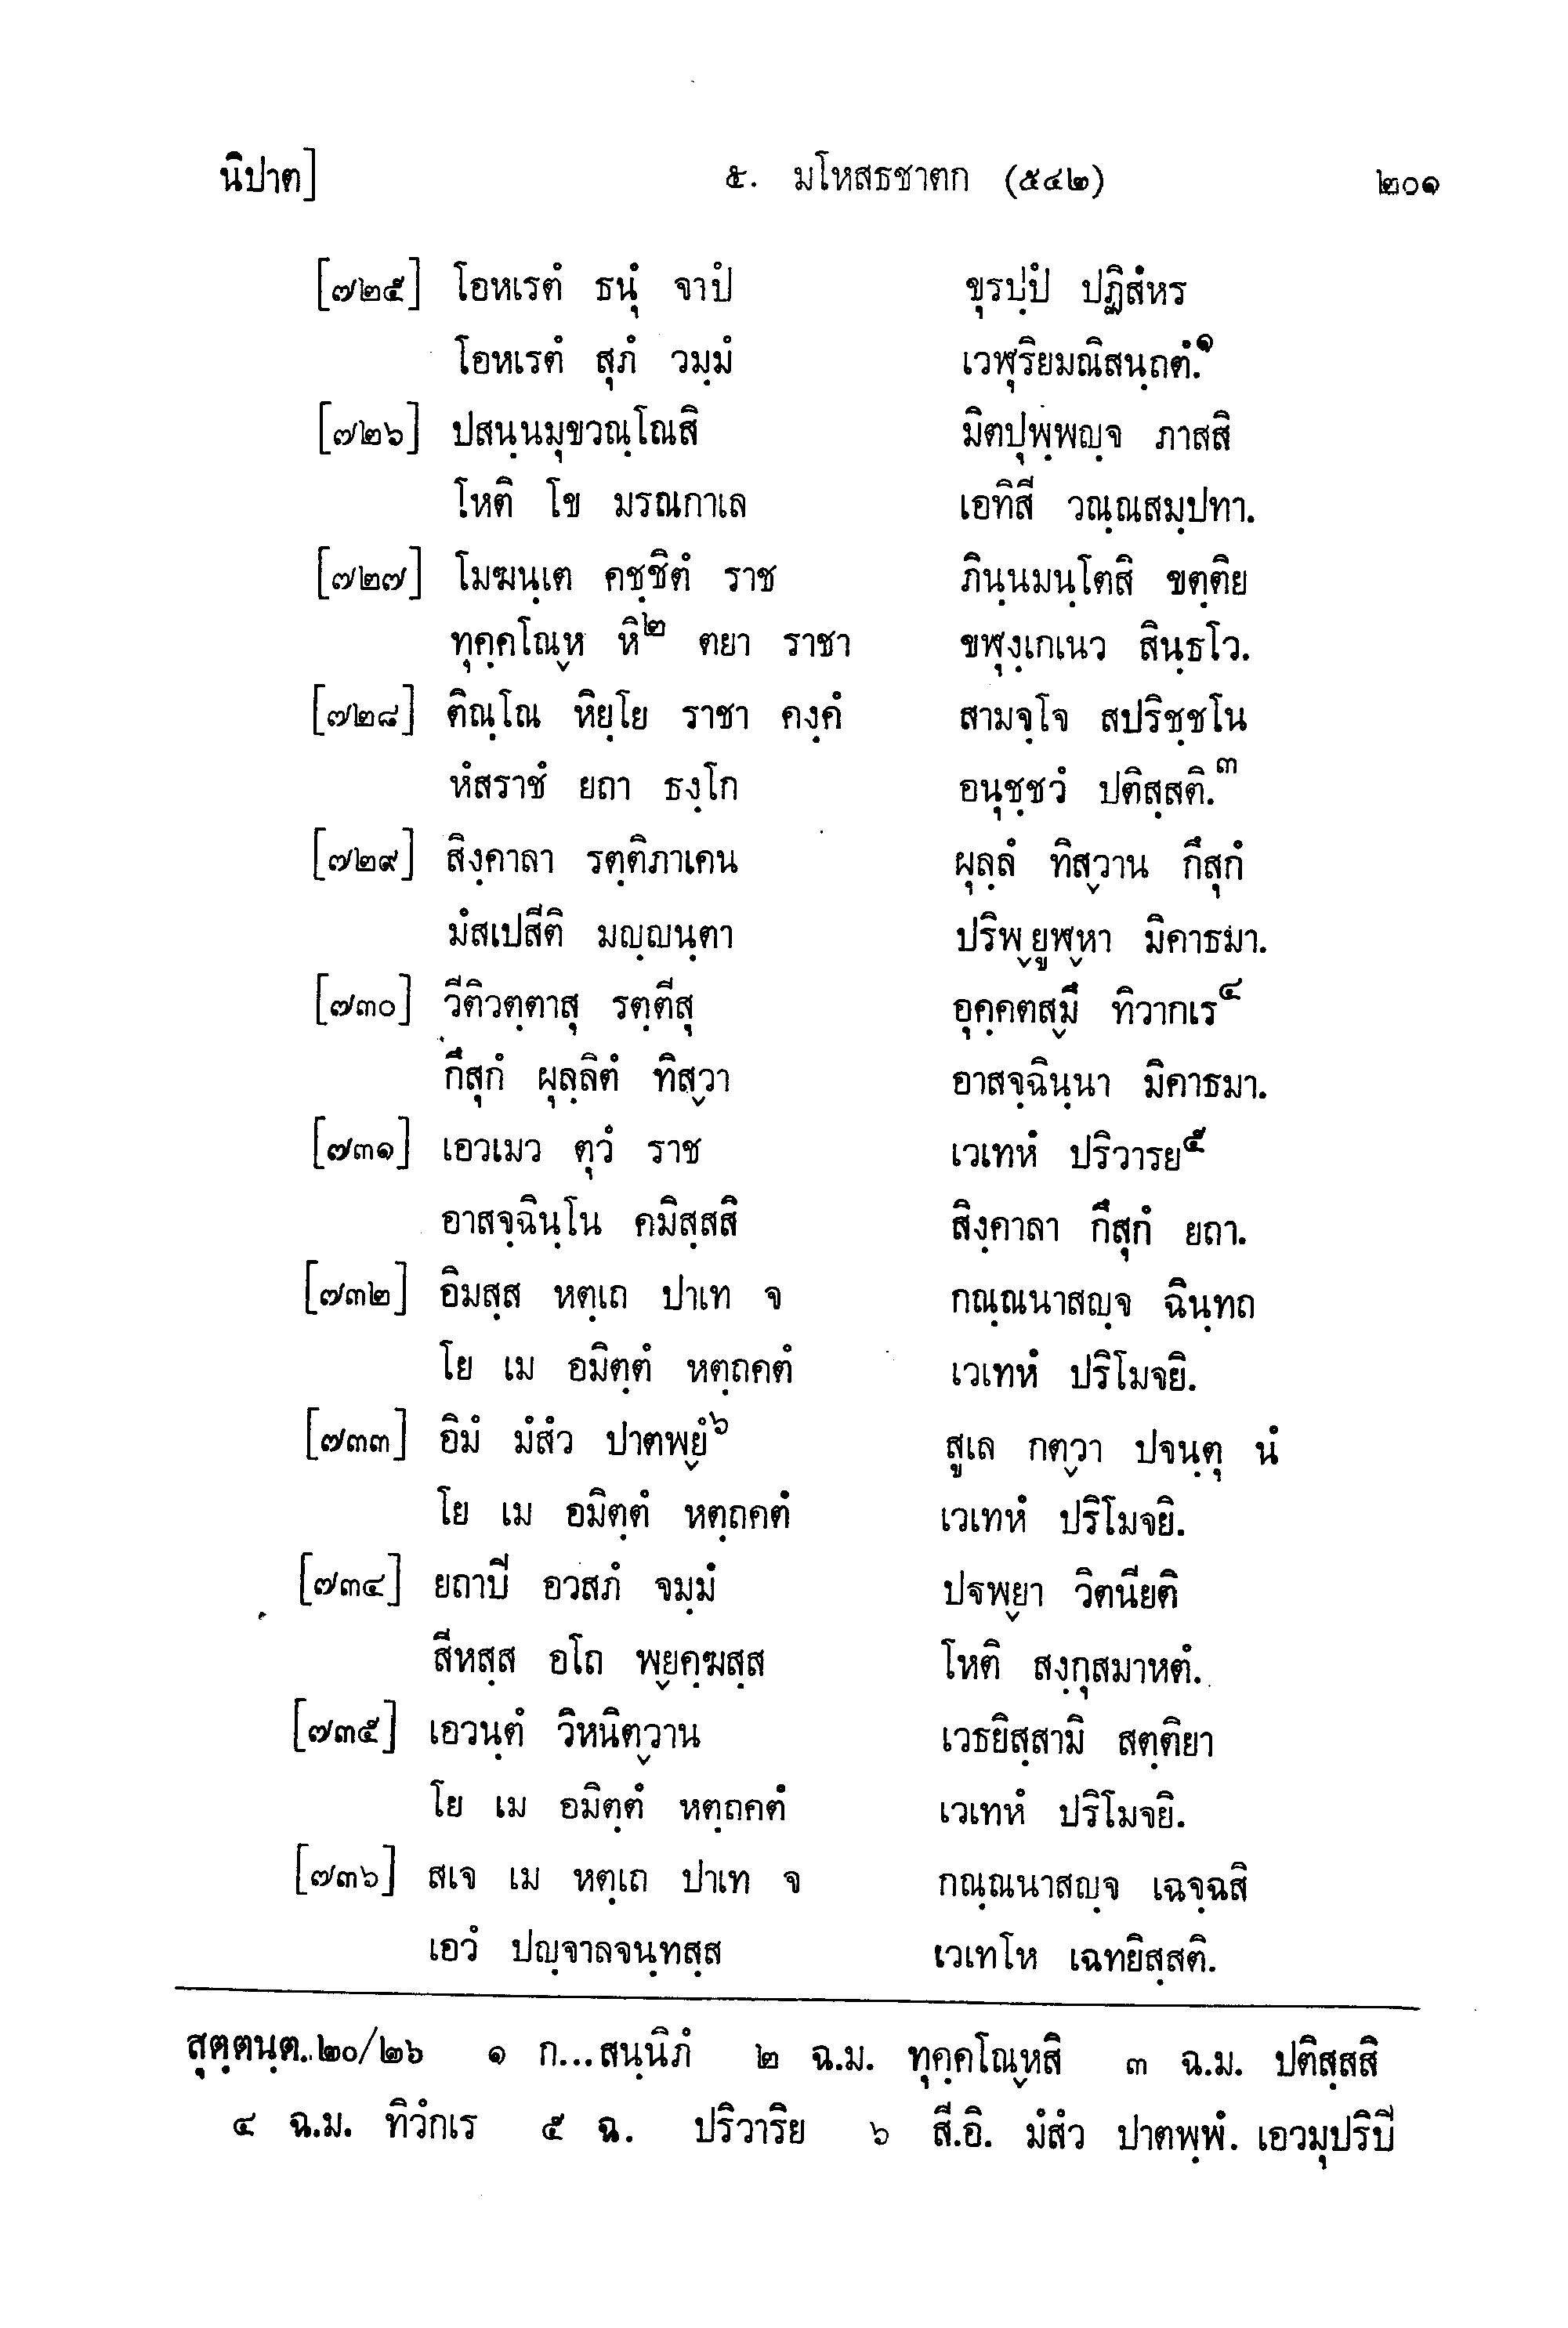 นิปาต] ๕. มโหสธชาตก (๕๔๒) ๒๐๑
[๗๒๕] โอหเรตํ ธนุํ จาปํ ขุรปฺปํ ปฏิสํหร
โอหเรตํ สุภํ วมฺมํ เวฬุริยมณิสนฺถตํ.๑
[๗๒๖] ปสนฺนมุขวณฺโณสิ มิตปุพฺพญฺจ ภาสสิ
โหติ โข มรณกาเล เอทิสี วณฺณสมฺปทา.
[๗๒๗] โมฆนฺเต คชฺชิตํ ราช ภินฺนมนฺโตสิ ขตฺติย
ทุคฺคโณฺห หิ๒ ตยา ราชา ขฬุงฺเกเนว สินฺธโว.
[๗๒๘] ติณฺโณ หิยฺโย ราชา คงฺคํ สามจฺโจ สปริชฺชโน
หํสราชํ ยถา ธงฺโก อนุชฺชวํ ปติสฺสติ.๓
[๗๒๙] สิงฺคาลา รตฺติภาเคน ผุลฺลํ ทิสฺวาน กึสุกํ
มํสเปสีติ มญฺญนฺตา ปริพฺยูฬฺหา มิคาธมา.
[๗๓๐] วีติวตฺตาสุ รตฺตีสุ อุคฺคตสฺมึ ทิวากเร๔
กึสุกํ ผุลฺลิตํ ทิสฺวา อาสจฺฉินฺนา มิคาธมา.
[๗๓๑] เอวเมว ตุวํ ราช เวเทหํ ปริวารย๕
อาสจฺฉินฺโน คมิสฺสสิ สิงฺคาลา กึสุกํ ยถา.
[๗๓๒] อิมสฺส หตฺเถ ปาเท จ กณฺณนาสญฺจ ฉินฺทถ
โย เม อมิตฺตํ หตฺถคตํ เวเทหํ ปริโมจยิ.
[๗๓๓] อิมํ มํสํว ปาตพฺยํ๖ สูเล กตฺวา ปจนฺตุ นํ
โย เม อมิตฺตํ หตฺถคตํ เวเทหํ ปริโมจยิ.
[๗๓๔] ยถาปิ อาสภํ จมฺมํ ปฐพฺยา วิตนียติ
สีหสฺส อโถ พฺยคฺฆสฺส โหติ สงฺกุสมาหตํ.
[๗๓๕] เอวนฺตํ วิหนิตฺวาน เวธยิสฺสามิ สตฺติยา
โย เม อมิตฺตํ หตฺถคตํ เวเทหํ ปริโมจยิ.
[๗๓๖] สเจ เม หตฺเถ ปาเท จ กณฺณนาสญฺจ เฉจฺฉสิ
เอวํ ปญฺจาลจนฺทสฺส เวเทโห เฉทยิสฺสติ.
สุตฺตนฺต. ๒๐/๒๖ ๑ ก...สนฺนิภํ ๒ ฉ.ม. ทุคฺคโณฺหสิ ๓ ฉ.ม. ปติสฺสสิ
๔ ฉ.ม. ทิวํกเร ๕ ฉ. ปริวาริย ๖ สี.อิ. มํสํว ปาตพฺพํ. เอวมุปริปี